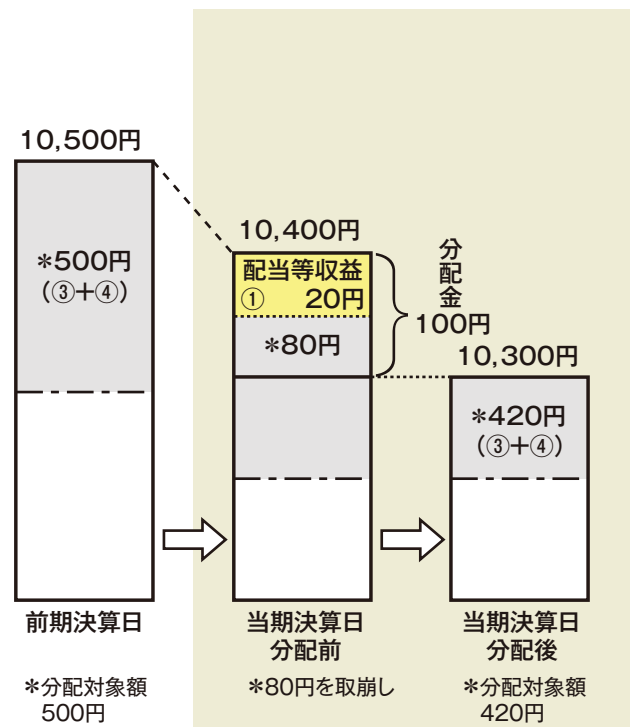 10,500円
*500円
(③+④)
前期決算日
*分配対象額
500円
10,400円
配当等収益
① 20円
*80円
分配金
100円
当期決算日
分配前
*80円を取崩し
10,300円
*420円
(③+④)
当期決算日
分配後
*分配対象額
420円